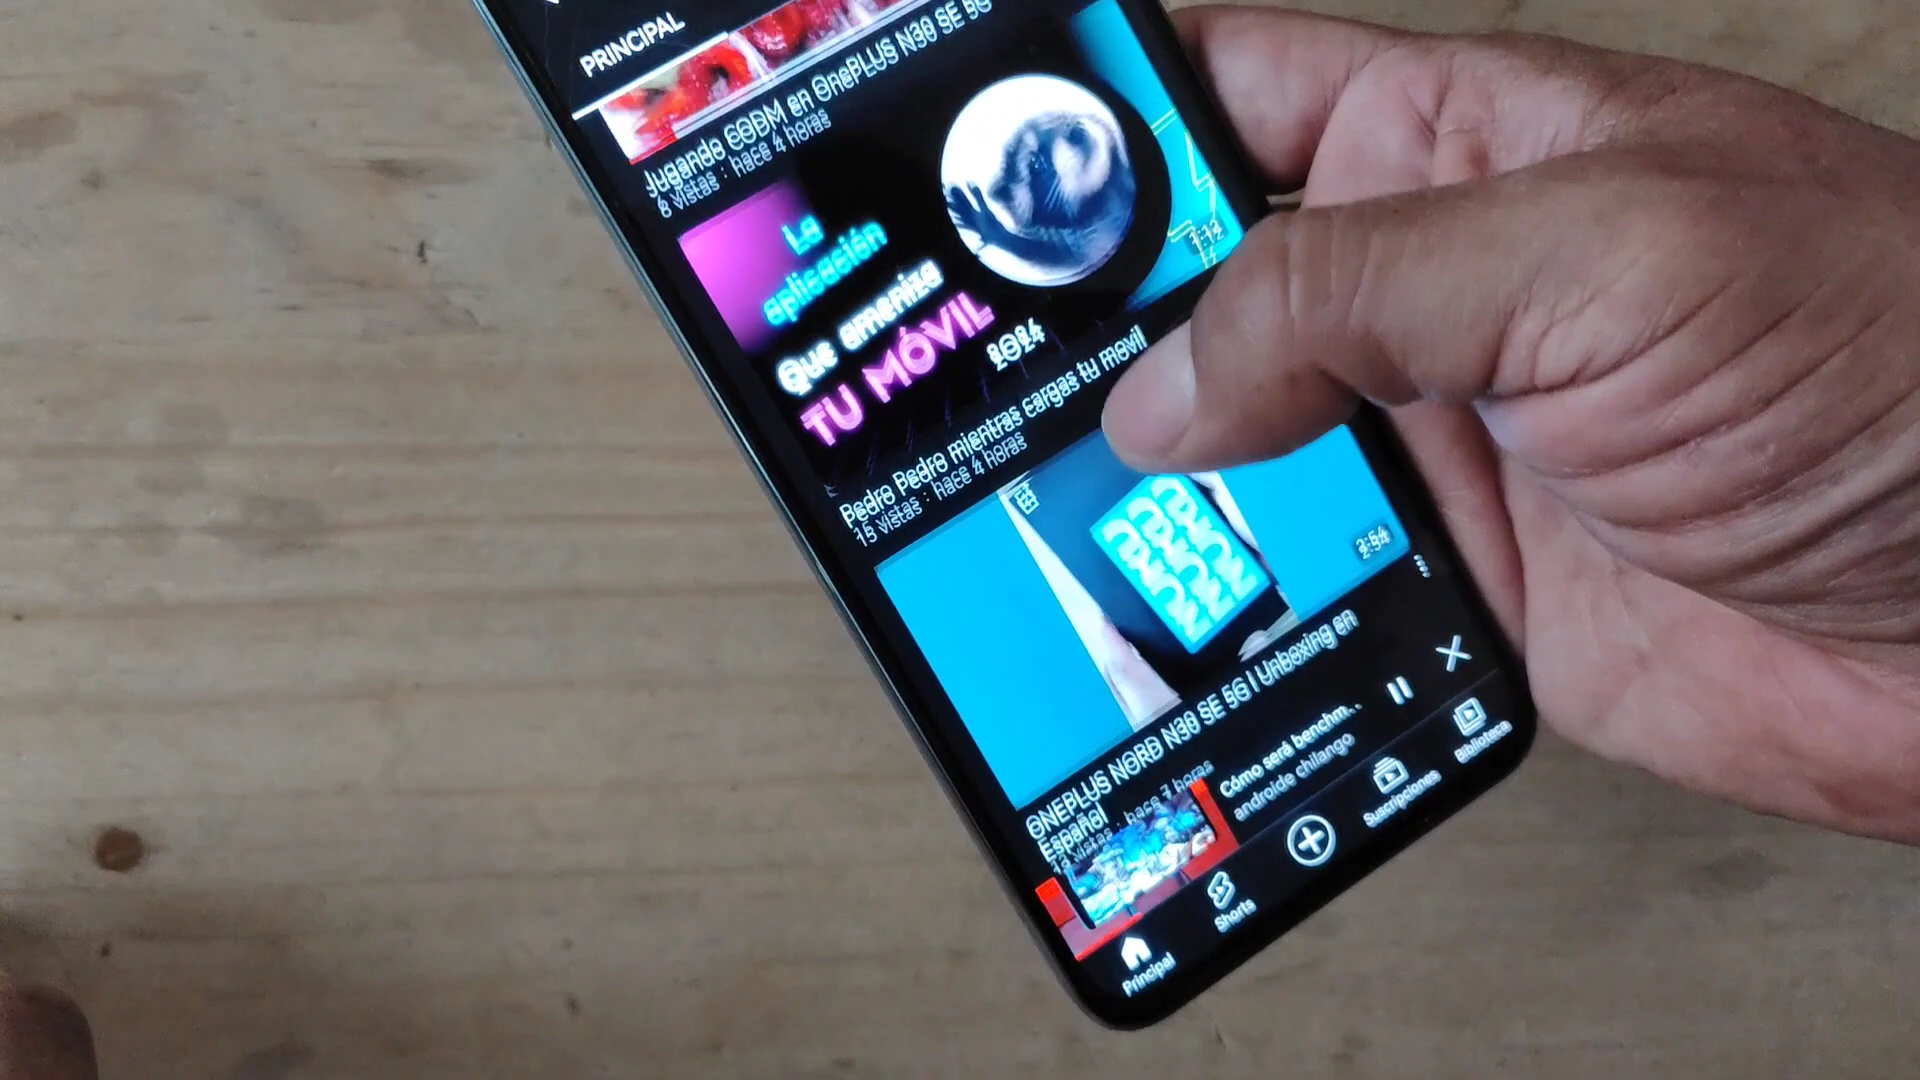 PRINCIPAL
Jugando CODM en OnePLUS N30 SE 5G
8 vistas · hace 4 horas
La
aplicación
Que ameniza
TU MÓVIL
2024
1:12
Pedro Pedro mientras cargas tu movil
15 vistas · hace 4 horas
2:54
ONEPLUS NORD N30 SE 5G | Unboxing en
Español
vistas · hace 7 horas
Cómo será benchm...
androide chilango
Principal
Shorts
Suscripciones
Biblioteca